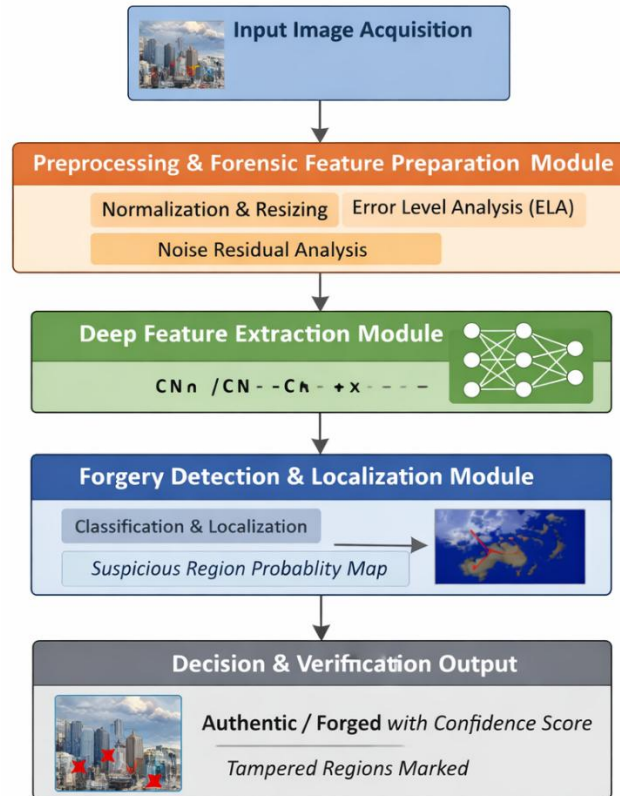 Input Image Acquisition
Preprocessing & Forensic Feature Preparation Module
Normalization & Resizing
Error Level Analysis (ELA)
Noise Residual Analysis
Deep Feature Extraction Module
Forgery Detection & Localization Module
Classification & Localization
Suspicious Region Probablity Map
Decision & Output
Authentic / Forged with Confidence Score
Tampered Regions Marked